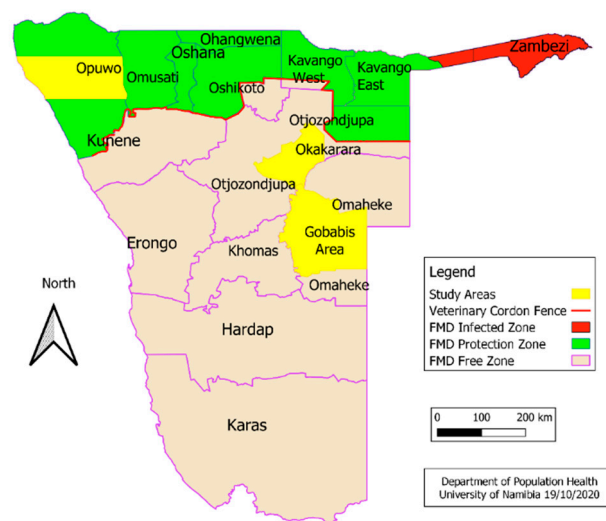 Zambezi
Ohangwena
Oshana
Opuwo
Omusati
Kavango
West
Kavango
East
Oshikoto
Kunene
Otjozondjupa
Okakarara
Otjozondjupa
Omaheke
Gobabis
Area
Erongo
Khomas
Omaheke
North
Hardap
Karas
Legend
Study Areas
Veterinary Cordon Fence
FMD Infected Zone
FMD Protection Zone
FMD Free Zone
0 100 200 km
Department of Population Health
University of Namibia 19/10/2020